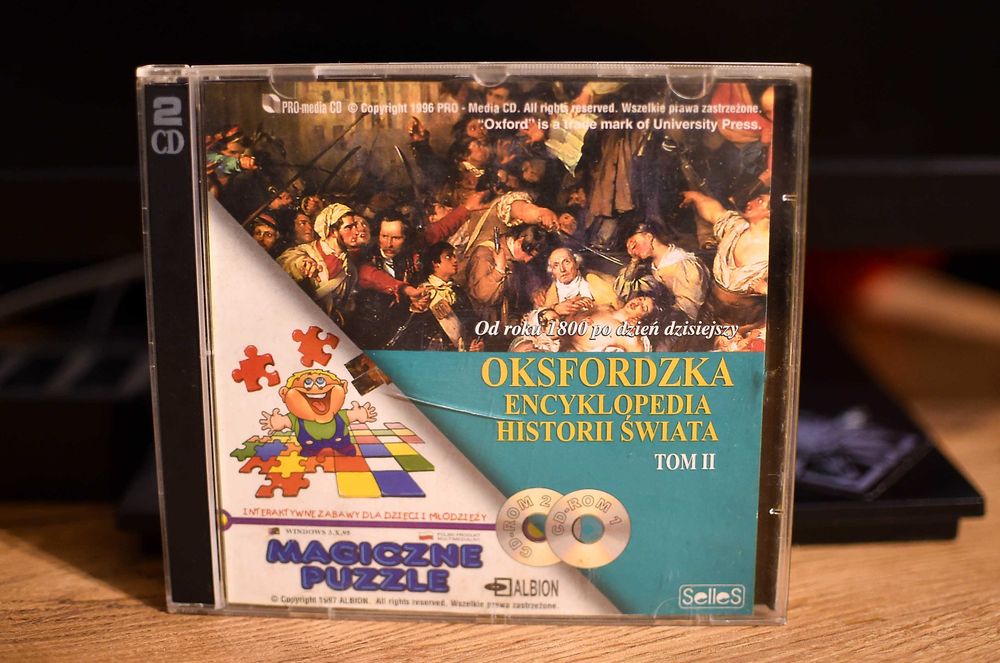 2
CD
PRO-media CD © Copyright 1996 PRO - Media CD. All rights reserved. Wszelkie prawa zastrzeżone.
"Oxford" is a trade mark of University Press.
Od roku 1800 po dzień dzisiejszy
OKSFORDZKA
ENCYKLOPEDIA
HISTORII ŚWIATA
TOM II
CD-ROM 2
CD-ROM 1
INTERAKTYWNE ZABAWY DLA DZIECI I MŁODZIEŻY
WINDOWS 3.X, 95
POLSKI PRODUKT
MULTIMEDIALNY
MAGICZNE
PUZZLE
ALBION
© Copyright 1997 ALBION. All rights reserved. Wszelkie prawa zastrzeżone.
SelleS